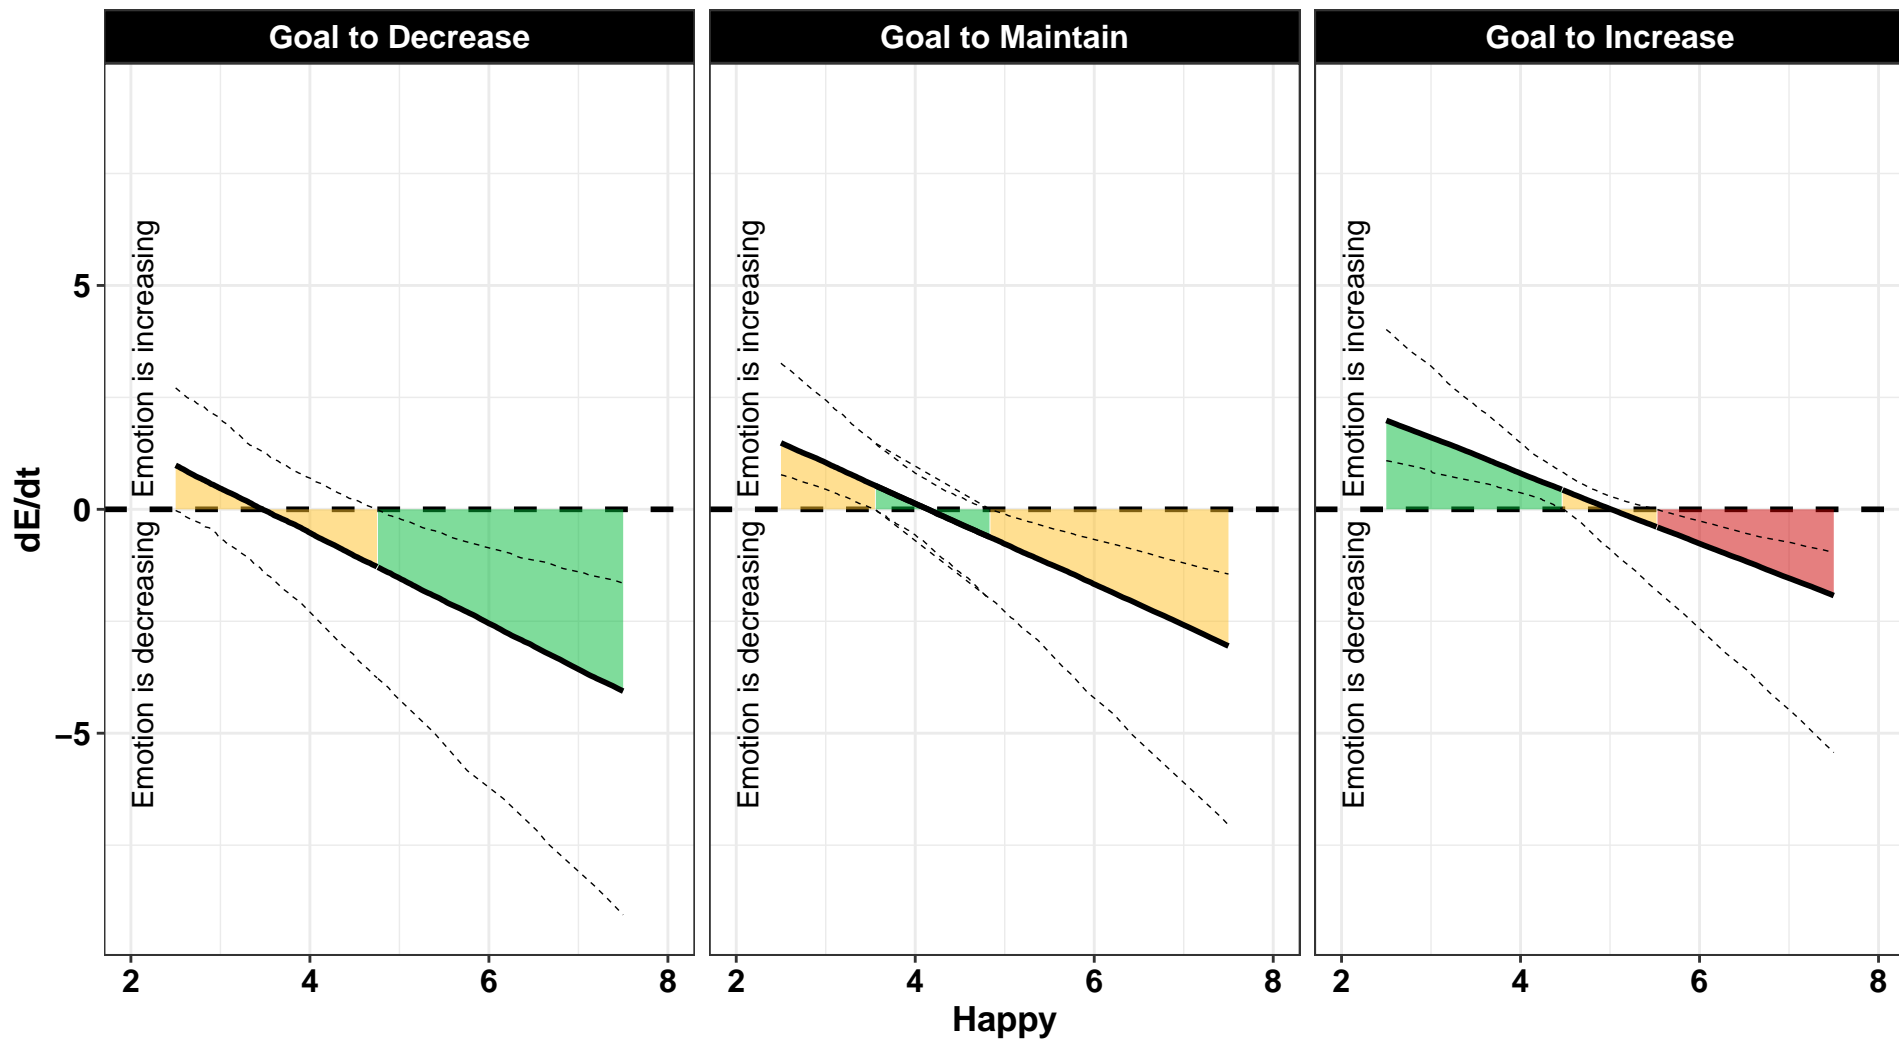 Goal to Decrease
Goal to Maintain
Goal to Increase
dE/dt
5
0
−5
Emotion is increasing
Emotion is decreasing
Emotion is increasing
Emotion is decreasing
Emotion is increasing
Emotion is decreasing
2 4 6 8
2 4 6 8
2 4 6 8
Happy